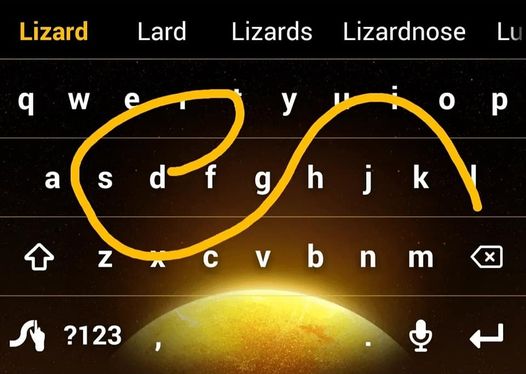 Lizard Lard Lizards Lizardnose Lu
q w e r t y u i o p
a s d f g h j k l
z x c v b n m
?123 , .